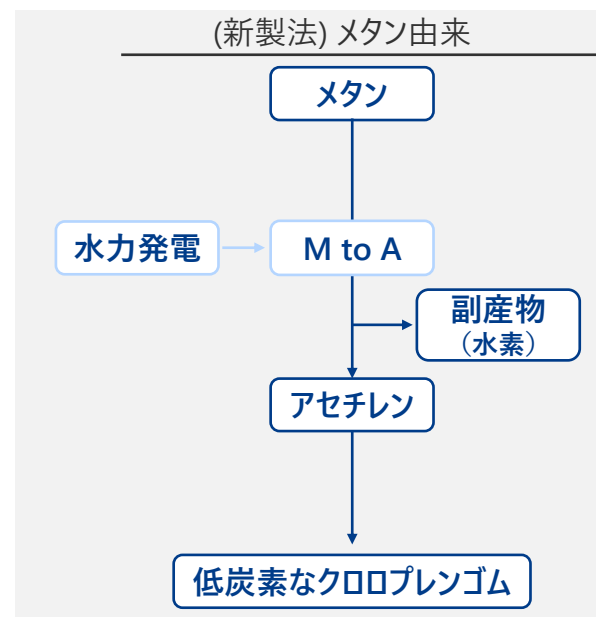 (新製法) メタン由来
メタン
水力発電
M to A
副産物
（水素）
アセチレン
低炭素なクロロプレンゴム